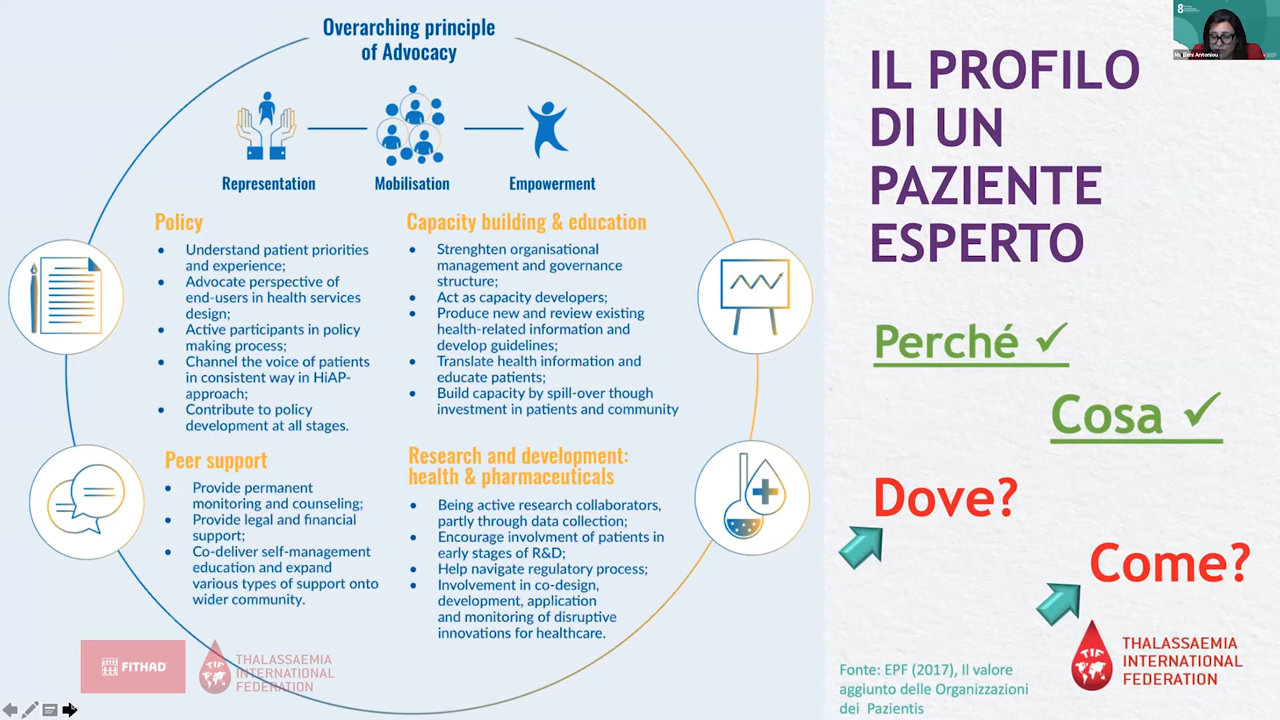 Overarching principle
of Advocacy
Representation
Mobilisation
Empowerment
Policy
• Understand patient priorities
and experience;
• Advocate perspective of
end-users in health services
design;
• Active participants in policy
making process;
• Channel the voice of patients
in consistent way in HiAP-
approach;
• Contribute to policy
development at all stages.
Capacity building & education
• Strenghten organisational
management and governance
structure;
• Act as capacity developers;
• Produce new and review existing
health-related information and
develop guidelines;
• Translate health information and
educate patients;
• Build capacity by spill-over though
investment in patients and community
Peer support
• Provide permanent
monitoring and counseling;
• Provide legal and financial
support;
• Co-deliver self-management
education and expand
various types of support onto
wider community.
Research and development:
health & pharmaceuticals
• Being active research collaborators,
partly through data collection;
• Encourage involvment of patients in
early stages of R&D;
• Help navigate regulatory process;
• Involvement in co-design,
development, application
and monitoring of disruptive
innovations for healthcare.
FITHAD
TIF
THALASSAEMIA
INTERNATIONAL
FEDERATION
IL PROFILO
DI UN
PAZIENTE
ESPERTO
Perché ✓
Cosa ✓
Dove?
Come?
Fonte: EPF (2017), Il valore
aggiunto delle Organizzazioni
dei Pazientis
TIF
THALASSAEMIA
INTERNATIONAL
FEDERATION
8
Eleni Antoniou